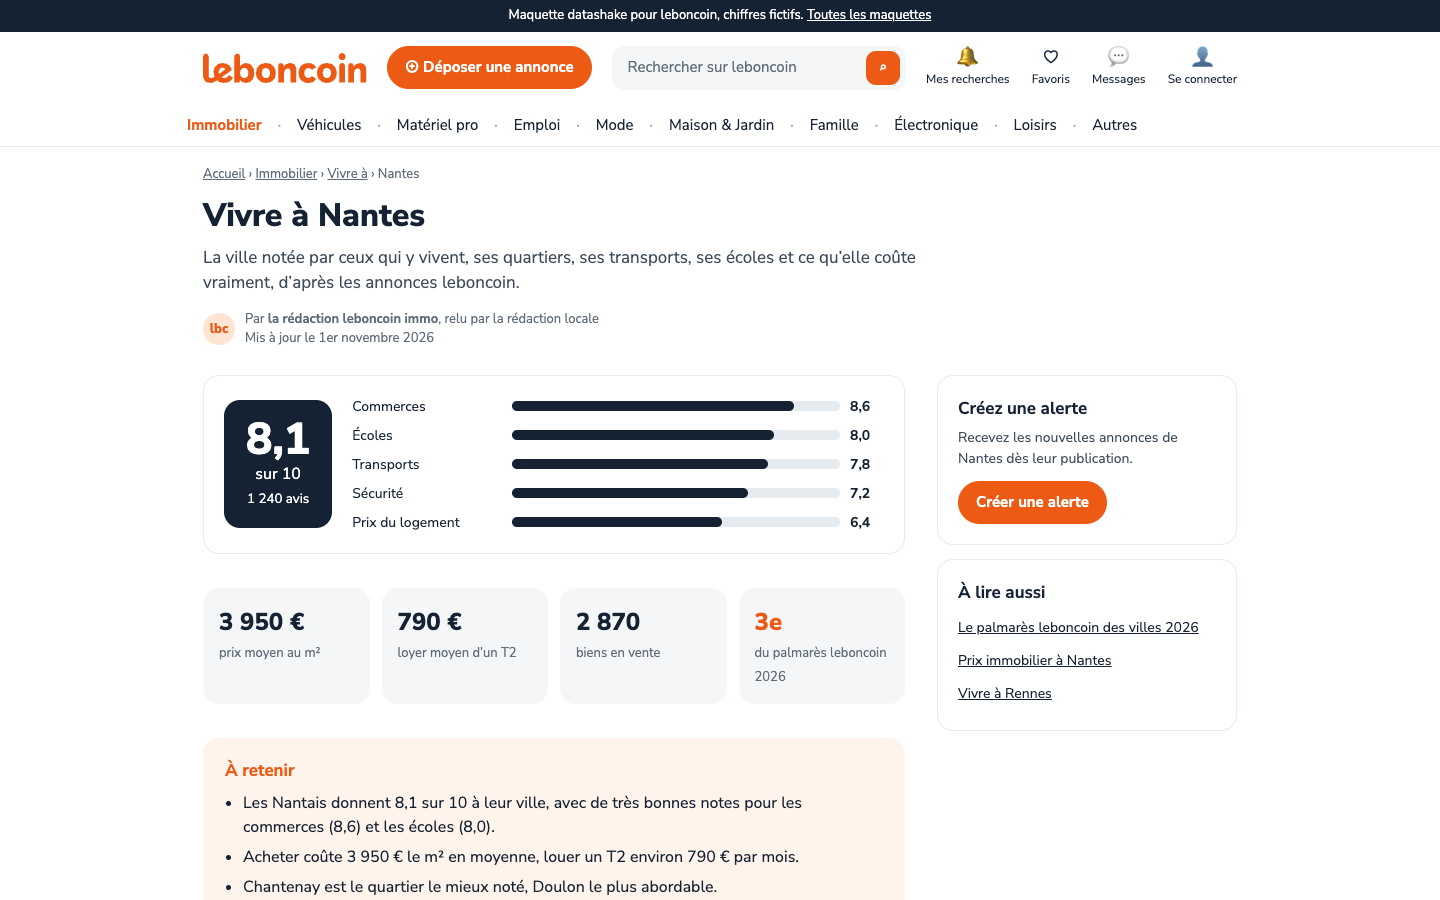 Maquette datashake pour leboncoin, chiffres fictifs. Toutes les maquettes
leboncoin
Déposer une annonce
Rechercher sur leboncoin
Mes recherches
Favoris
Messages
Se connecter
Immobilier · Véhicules · Matériel pro · Emploi · Mode · Maison & Jardin · Famille · Électronique · Loisirs · Autres
Accueil › Immobilier › Vivre à › Nantes
Vivre à Nantes
La ville notée par ceux qui y vivent, ses quartiers, ses transports, ses écoles et ce qu’elle coûte
vraiment, d’après les annonces leboncoin.
lbc
Par la rédaction leboncoin immo, relu par la rédaction locale
Mis à jour le 1er novembre 2026
8,1
sur 10
1 240 avis
Commerces 8,6
Écoles 8,0
Transports 7,8
Sécurité 7,2
Prix du logement 6,4
3 950 €
prix moyen au m²
790 €
loyer moyen d’un T2
2 870
biens en vente
3e
du palmarès leboncoin
2026
À retenir
• Les Nantais donnent 8,1 sur 10 à leur ville, avec de très bonnes notes pour les
commerces (8,6) et les écoles (8,0).
• Acheter coûte 3 950 € le m² en moyenne, louer un T2 environ 790 € par mois.
• Chantenay est le quartier le mieux noté, Doulon le plus abordable.
Créez une alerte
Recevez les nouvelles annonces de
Nantes dès leur publication.
Créer une alerte
À lire aussi
Le palmarès leboncoin des villes 2026
Prix immobilier à Nantes
Vivre à Rennes